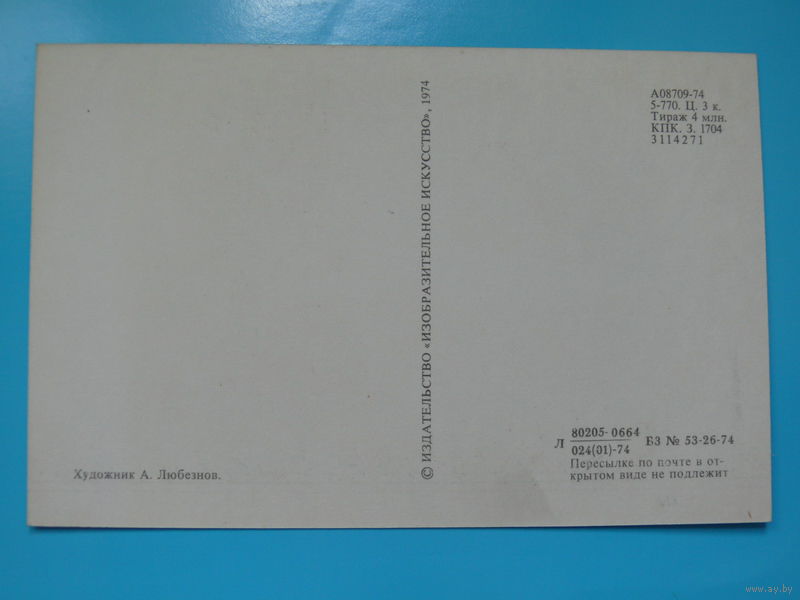 А08709-74
5-770. Ц. 3 к.
Тираж 4 млн.
КПК. З. 1704
3114271
© ИЗДАТЕЛЬСТВО «ИЗОБРАЗИТЕЛЬНОЕ ИСКУССТВО», 1974
Художник А. Любезнов.
Л 80205-0664 БЗ № 53-26-74
024(01)-74
Пересылке по почте в от-
крытом виде не подлежит
www.ay.by